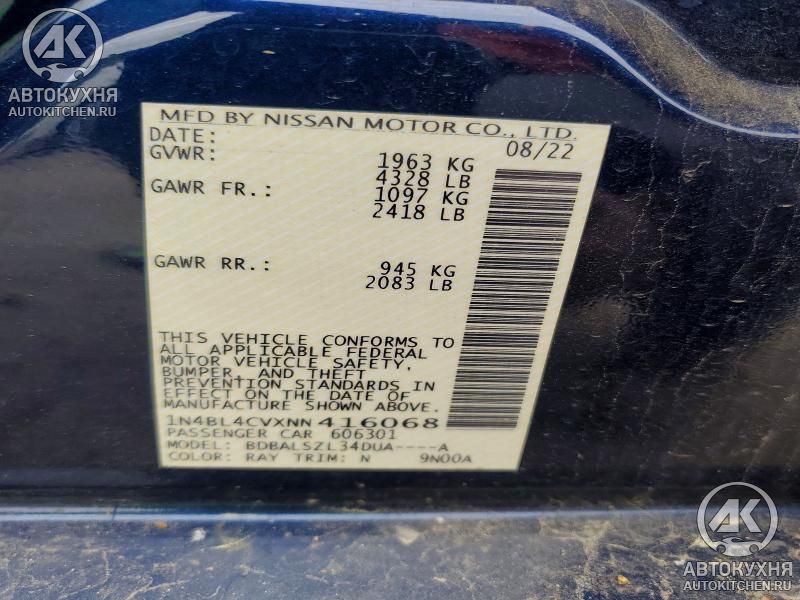 АК
АВТОКУХНЯ
AUTOKITCHEN.RU
MFD BY NISSAN MOTOR CO., LTD.
DATE: 08/22
GVWR: 1963 KG
4328 LB
GAWR FR.: 1097 KG
2418 LB
GAWR RR.: 945 KG
2083 LB
THIS VEHICLE CONFORMS TO
ALL APPLICABLE FEDERAL
MOTOR VEHICLE SAFETY,
BUMPER, AND THEFT
PREVENTION STANDARDS IN
EFFECT ON THE DATE OF
MANUFACTURE SHOWN ABOVE.
1N4BL4CVXNN416068
PASSENGER CAR 606301
MODEL: BDBALSZL34DUA----A
COLOR: RAY TRIM: N 9N00A
АК
АВТОКУХНЯ
AUTOKITCHEN.RU